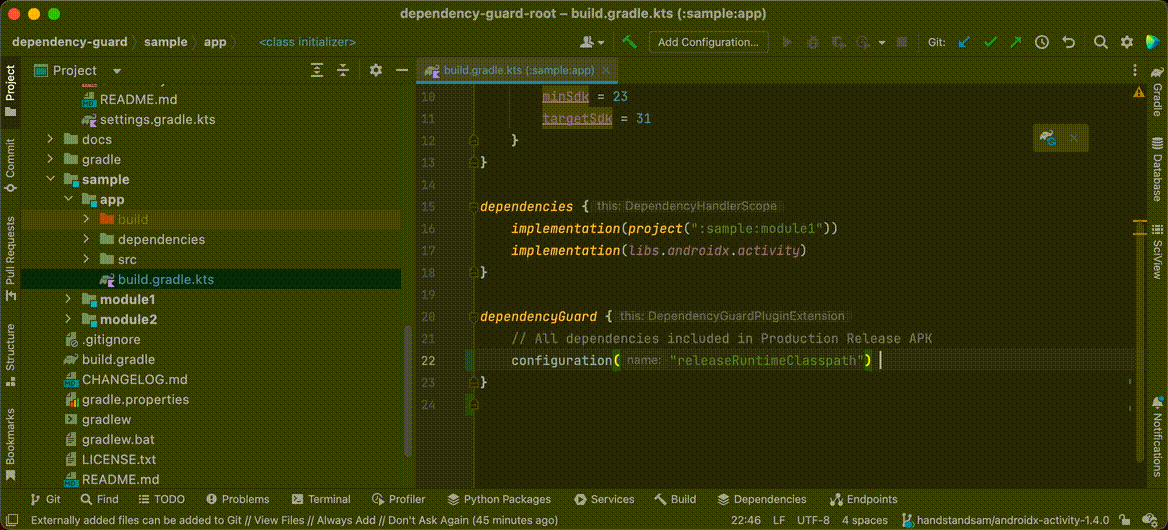 dependency-guard-root – build.gradle.kts (:sample:app)
dependency-guard 〉 sample 〉 app 〉 <class initializer>
Add Configuration...
Git:
Project
Project
Commit
Pull Requests
Structure
Bookmarks
README.md
settings.gradle.kts
docs
gradle
sample
app
build
dependencies
src
build.gradle.kts
module1
module2
.gitignore
build.gradle
CHANGELOG.md
gradle.properties
gradlew
gradlew.bat
LICENSE.txt
README.md
build.gradle.kts (:sample:app)
10 minSdk = 23
11 targetSdk = 31
12 }
13 }
14
15 dependencies { this: DependencyHandlerScope
16 implementation(project(":sample:module1"))
17 implementation(libs.androidx.activity)
18 }
19
20 dependencyGuard { this: DependencyGuardPluginExtension
21 // All dependencies included in Production Release APK
22 configuration( name: "releaseRuntimeClasspath")
23 }
24
Gradle
Database
SciView
Notifications
Git Find TODO Problems Terminal Profiler Python Packages Services Build Dependencies Endpoints
Externally added files can be added to Git // View Files // Always Add // Don't Ask Again (45 minutes ago) 22:46 LF UTF-8 4 spaces handstandsam/androidx-activity-1.4.0